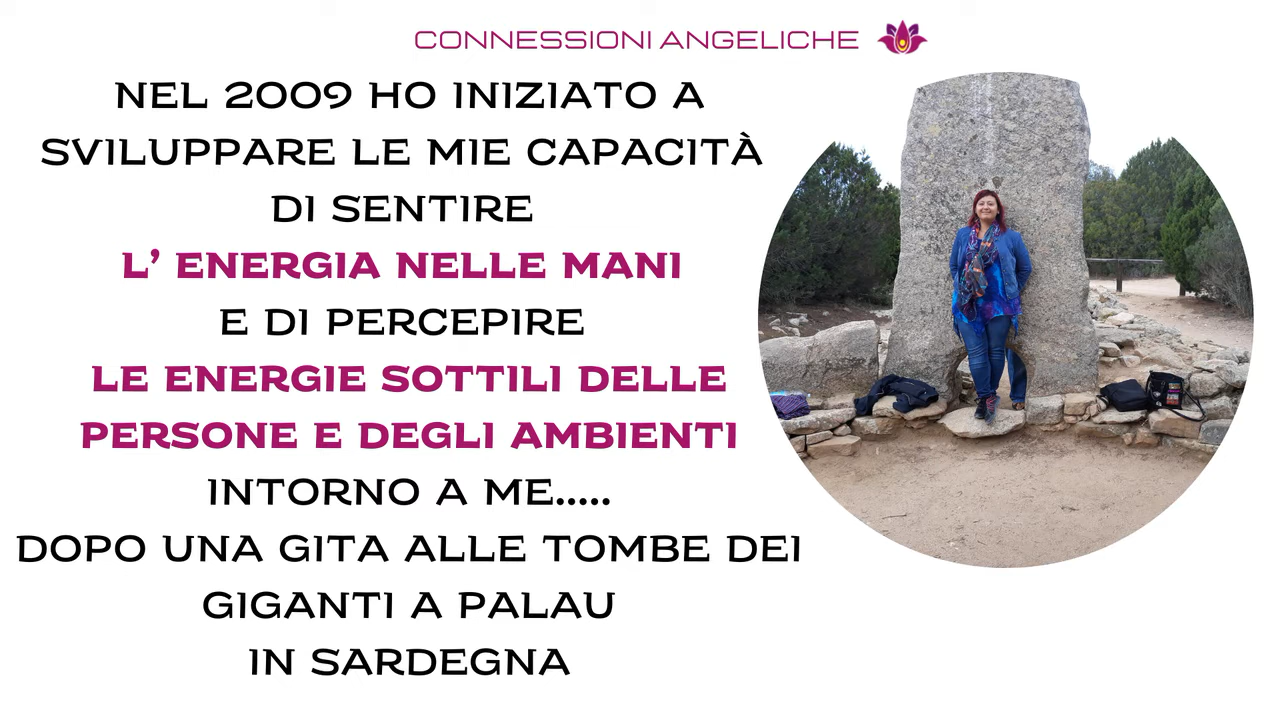 CONNESSIONI ANGELICHE
NEL 2009 HO INIZIATO A
SVILUPPARE LE MIE CAPACITÀ
DI SENTIRE
L' ENERGIA NELLE MANI
E DI PERCEPIRE
LE ENERGIE SOTTILI DELLE
PERSONE E DEGLI AMBIENTI
INTORNO A ME.....
DOPO UNA GITA ALLE TOMBE DEI
GIGANTI A PALAU
IN SARDEGNA